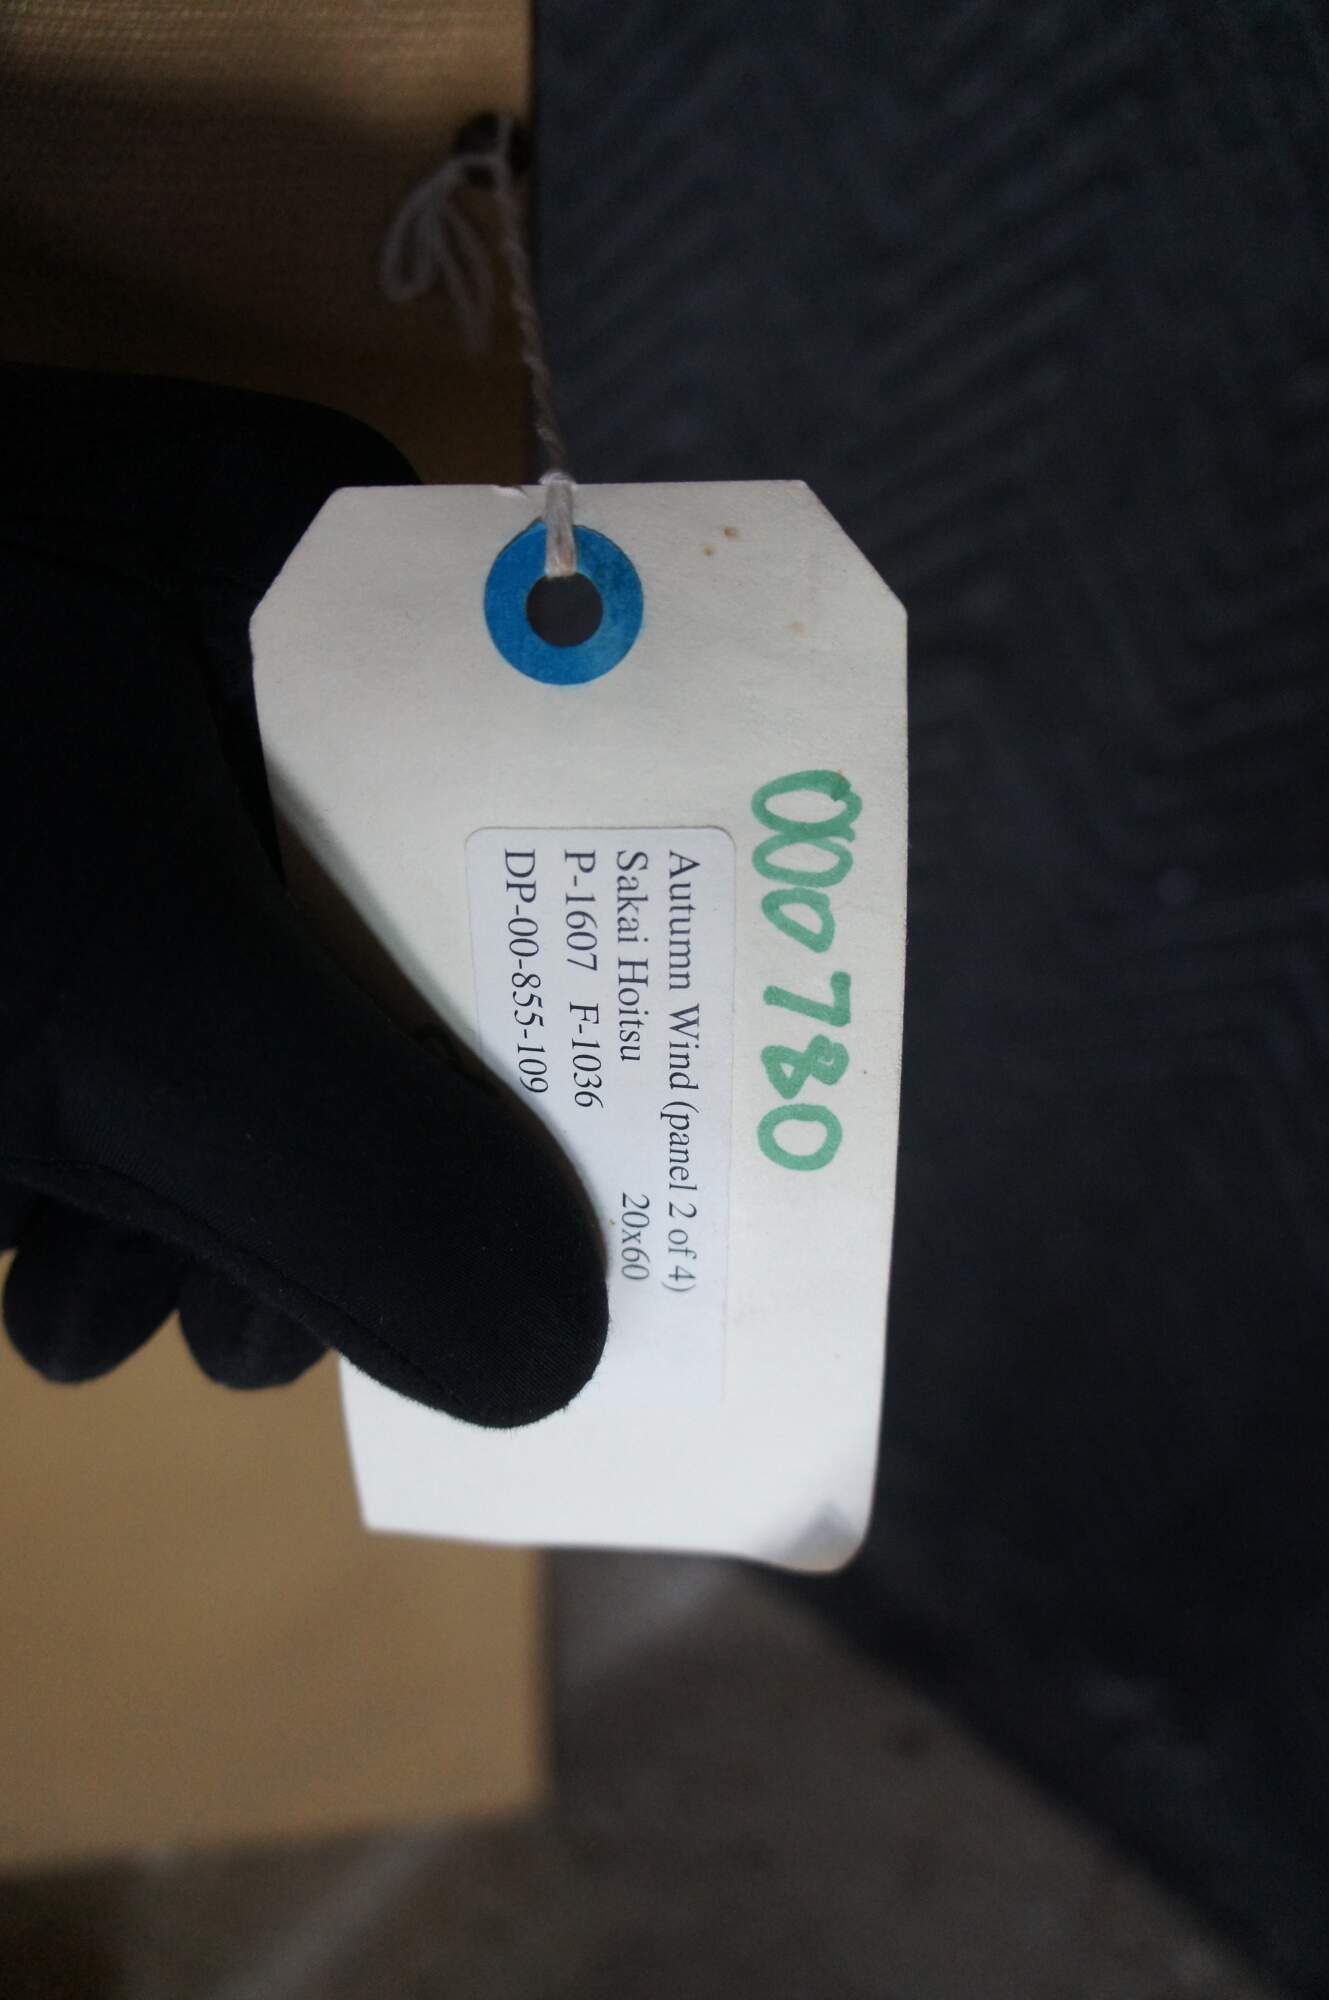 000780
Autumn Wind (panel 2 of 4)
Sakai Hoitsu 20x60
P-1607 F-1036
DP-00-855-109